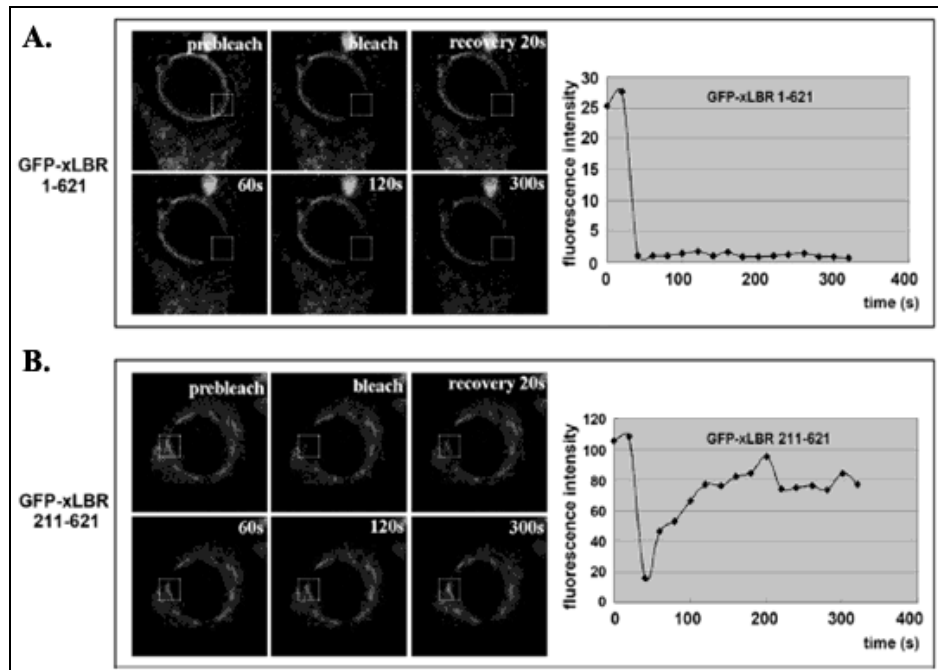 A.
GFP-xLBR
1-621
prebleach
bleach
recovery 20s
60s
120s
300s
fluorescence intensity
30
25
20
15
10
5
0
GFP-xLBR 1-621
0 100 200 300 400
time (s)
B.
GFP-xLBR
211-621
prebleach
bleach
recovery 20s
60s
120s
300s
fluorescence intensity
120
100
80
60
40
20
0
GFP-xLBR 211-621
0 100 200 300 400
time (s)